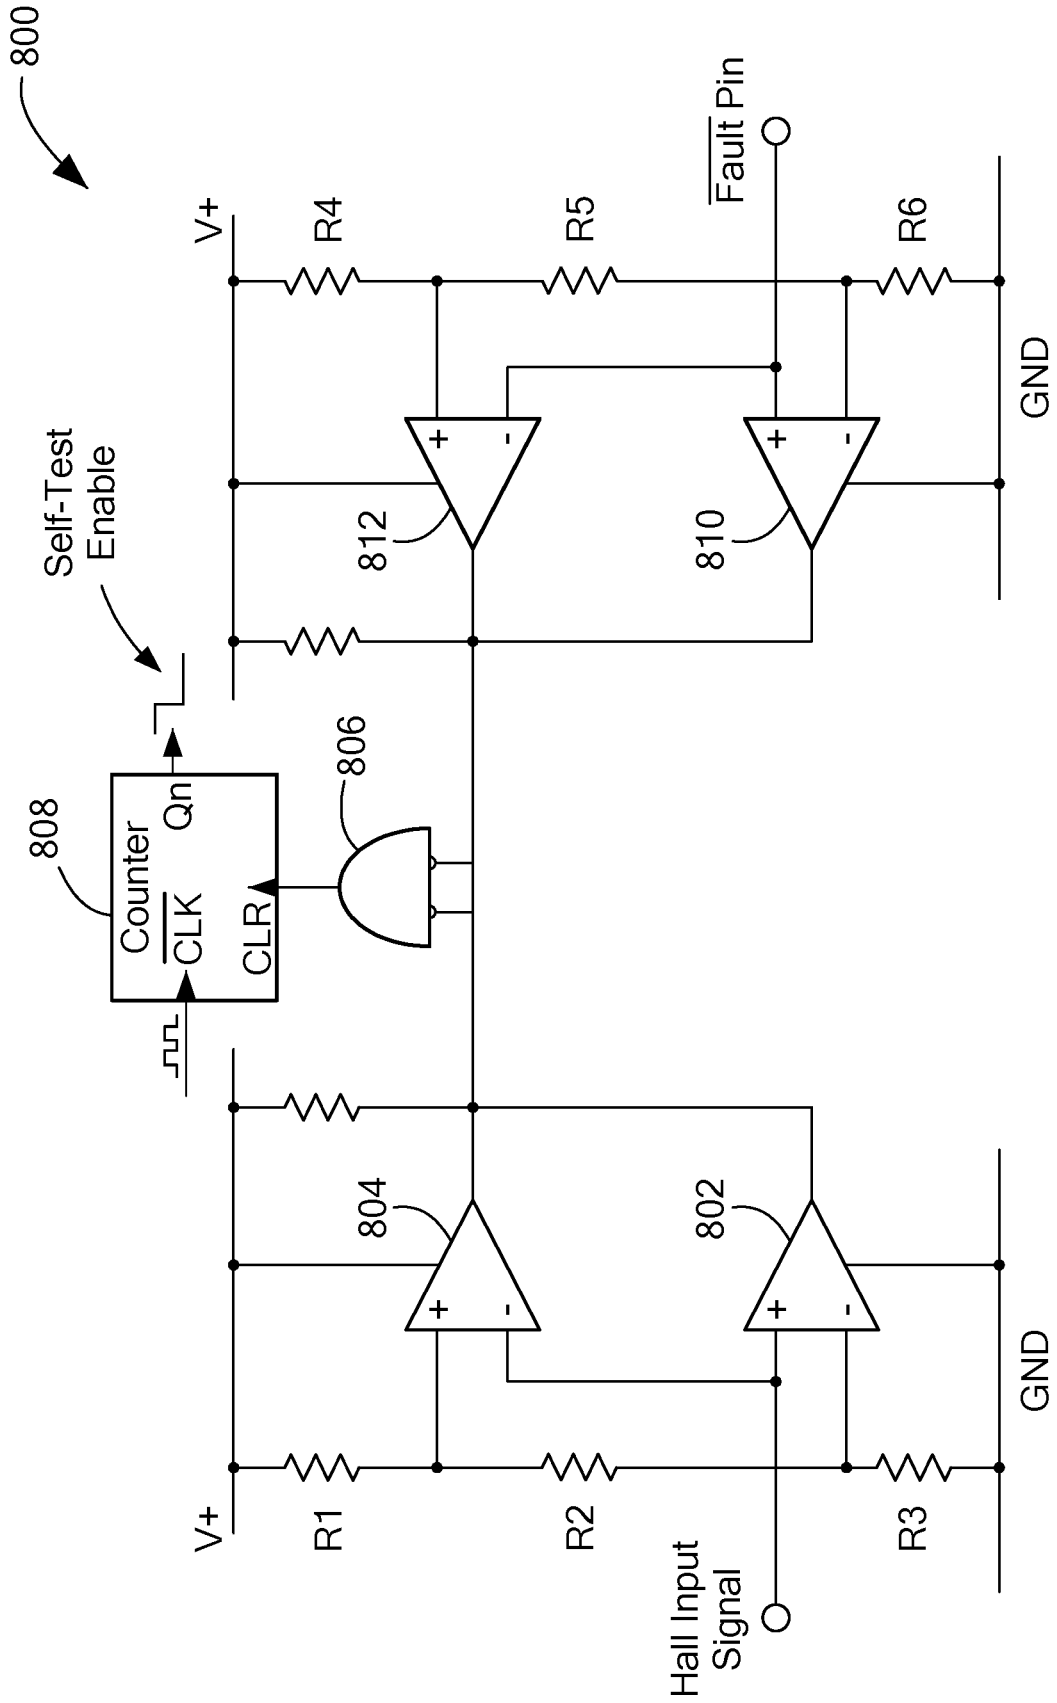 800
Self-Test
Enable
808
Counter
CLK
Qn
CLR
806
V+
V+
R1
R4
804
812
R2
R5
Hall Input
Signal
802
810
Fault Pin
R3
R6
+
-
+
-
+
-
+
-
GND
GND